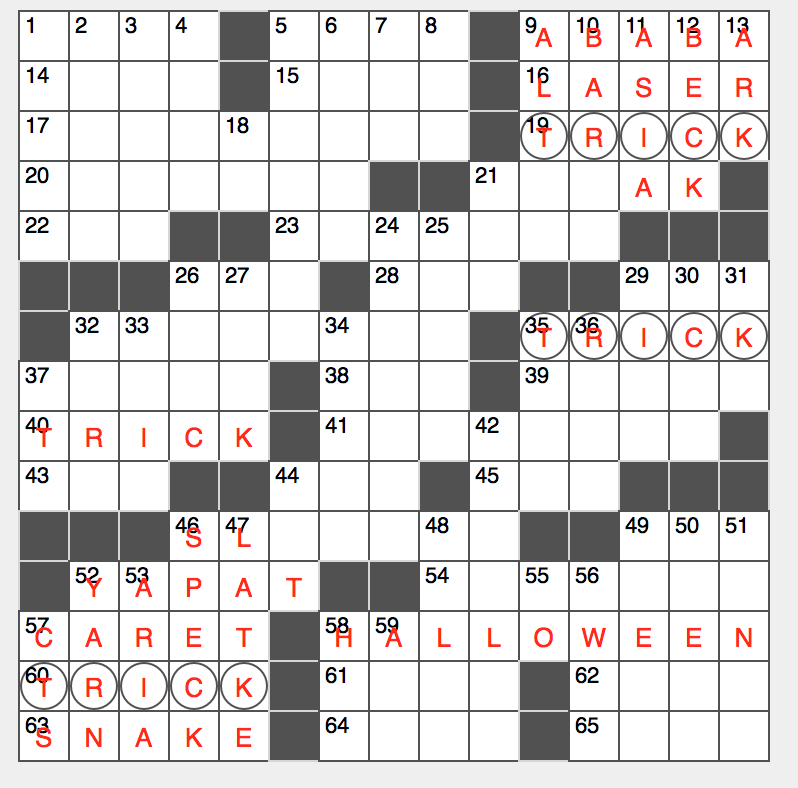 1 2 3 4 5 6 7 8 9 A 10 B 11 A 12 B 13 A
14 15 16 L A S E R
17 18 19 T R I C K
20 21 A K
22 23 24 25
26 27 28 29 30 31
32 33 34 35 T 36 R I C K
37 38 39
40 T R I C K 41 42
43 44 45
46 S 47 L 48 49 50 51
52 Y 53 A P A T 54 55 56
57 C A R E T 58 H 59 A L L O W E E N
60 T R I C K 61 62
63 S N A K E 64 65